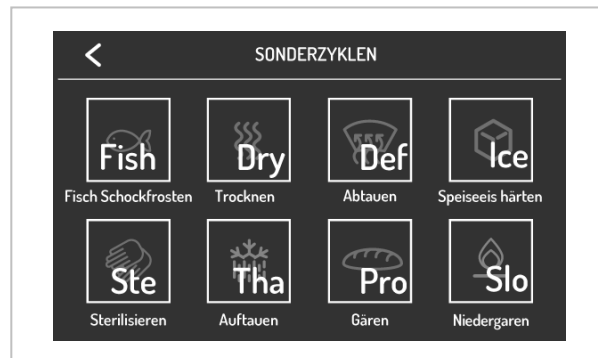 SONDERZYKLEN
Fish Dry Def Ice
Fisch Schockfrosten Trocknen Abtauen Speiseeis härten
Ste Tha Pro Slo
Sterilisieren Auftauen Gären Niedergaren